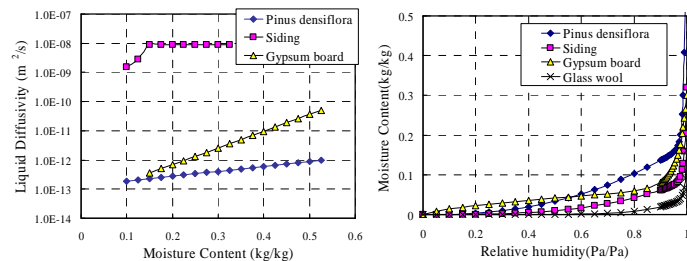 Liquid Diffusivity (m²/s)
1.0E-07
1.0E-08
1.0E-09
1.0E-10
1.0E-11
1.0E-12
1.0E-13
1.0E-14
0
0.1
0.2
0.3
0.4
0.5
0.6
Moisture Content (kg/kg)
Pinus densiflora
Siding
Gypsum board
Moisture Content(kg/kg)
0.5
0.4
0.3
0.2
0.1
0
0
0.2
0.4
0.6
0.8
1
Relative humidity(Pa/Pa)
Pinus densiflora
Siding
Gypsum board
Glass wool